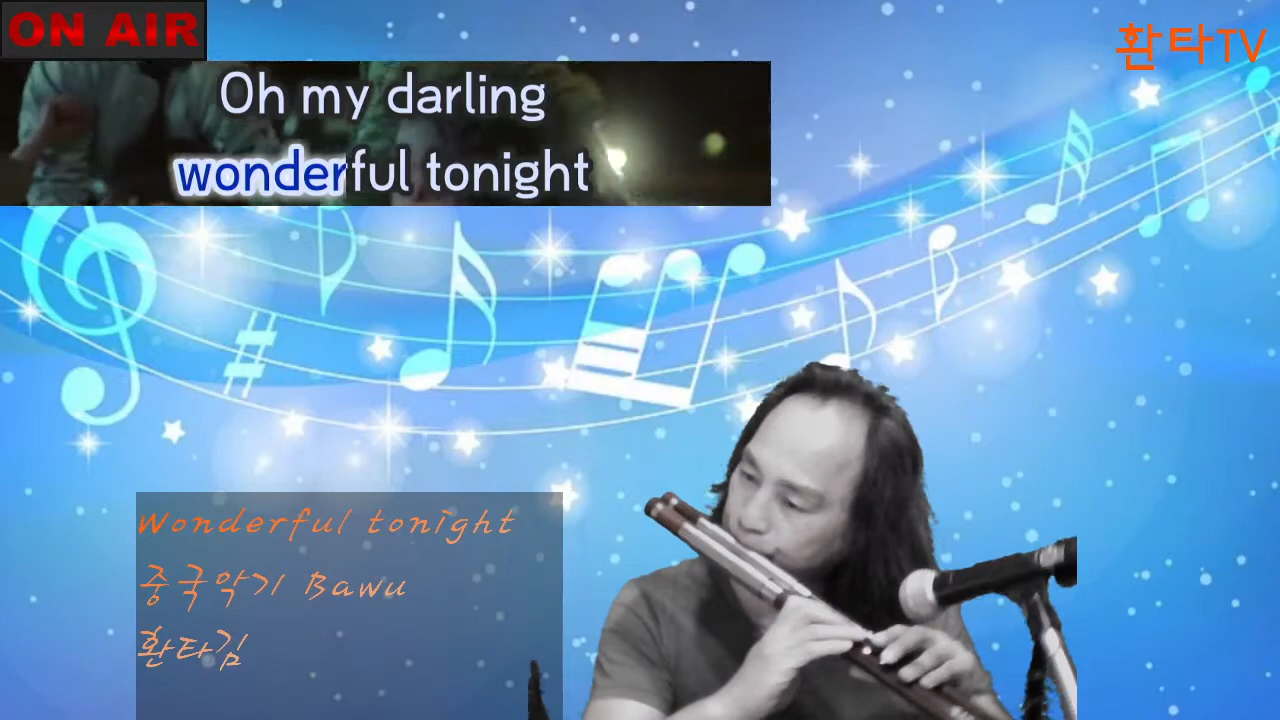 ON AIR
환타TV
Oh my darling
wonderful tonight
Wonderful tonight
중국악기 Bawu
환타김